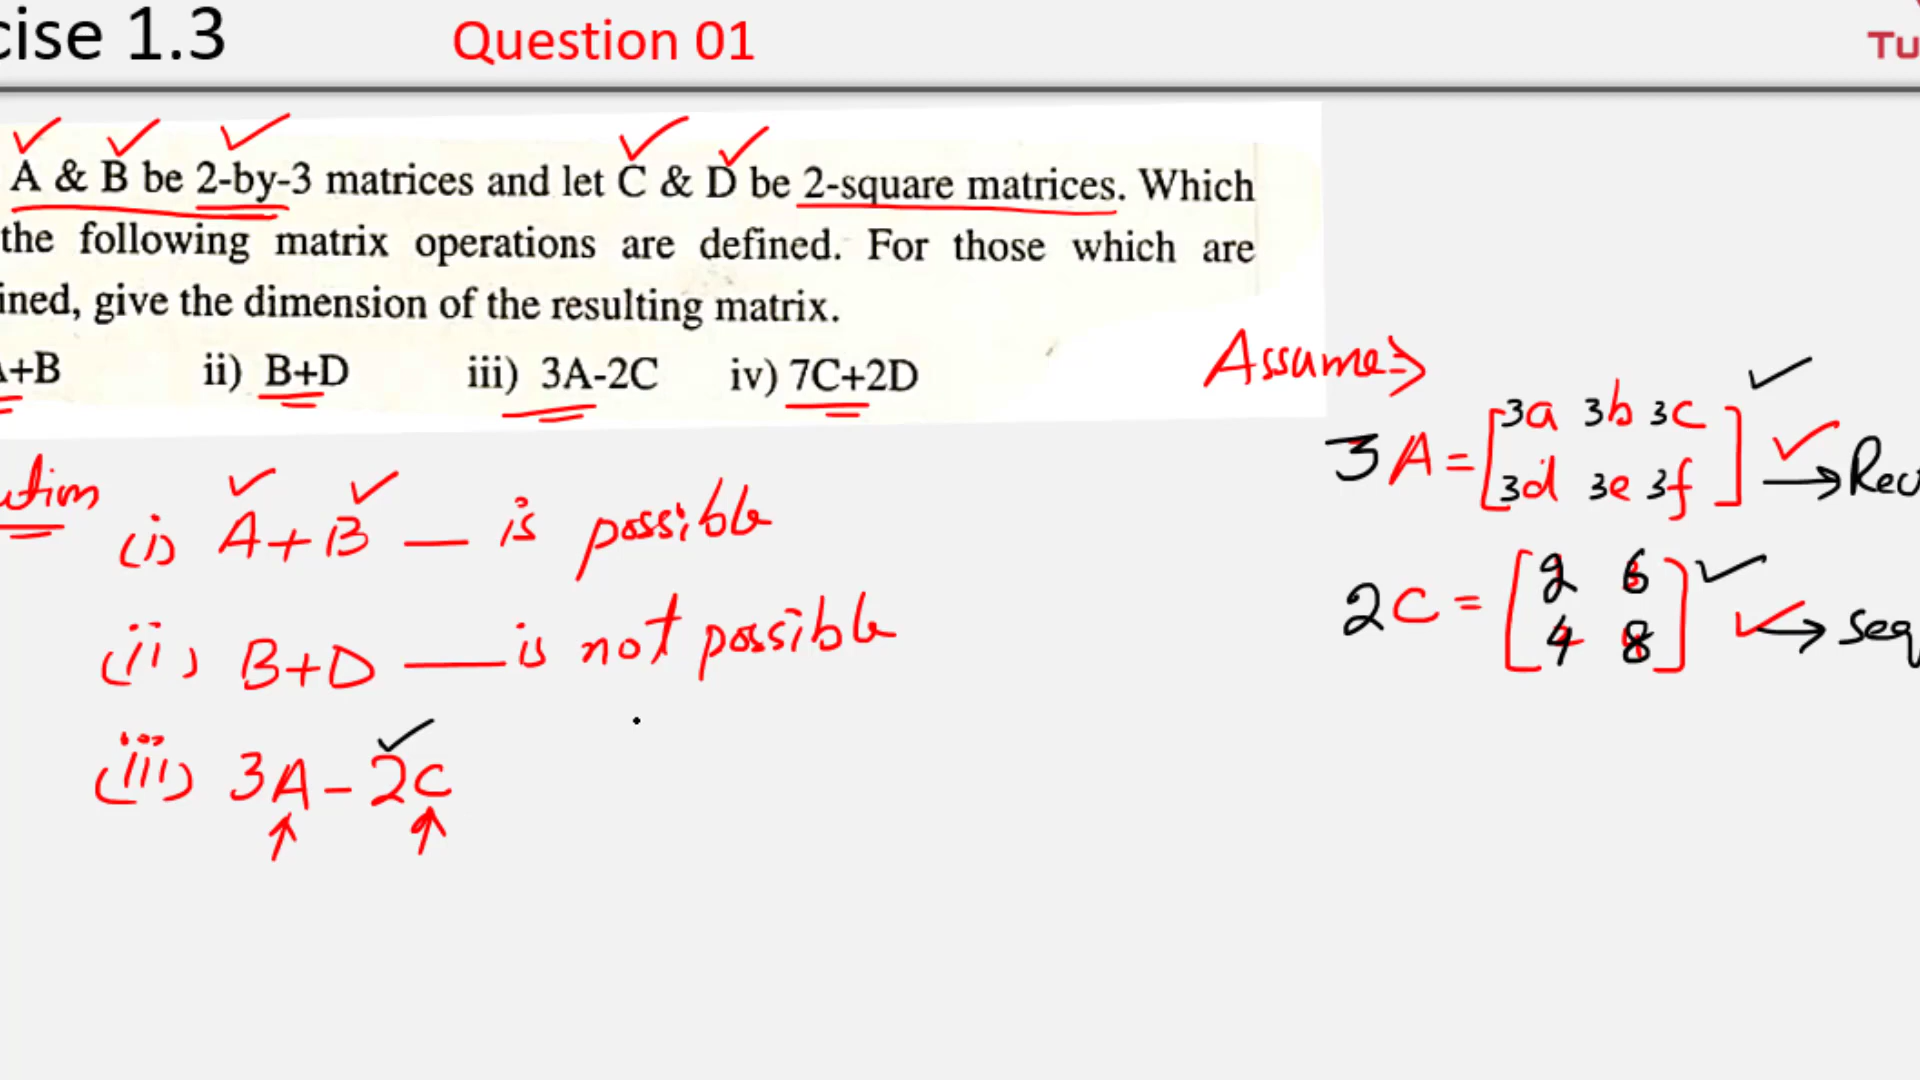 cise 1.3 Question 01 Tu
A & B be 2-by-3 matrices and let C & D be 2-square matrices. Which
the following matrix operations are defined. For those which are
ined, give the dimension of the resulting matrix.
A+B ii) B+D iii) 3A-2C iv) 7C+2D
Assume⇒
3A = [3a 3b 3c
3d 3e 3f] → Rec
ution (i) A+B — is possible
2C = [2 6
4 8] → seq
(ii) B+D — is not possible
(iii) 3A-2C